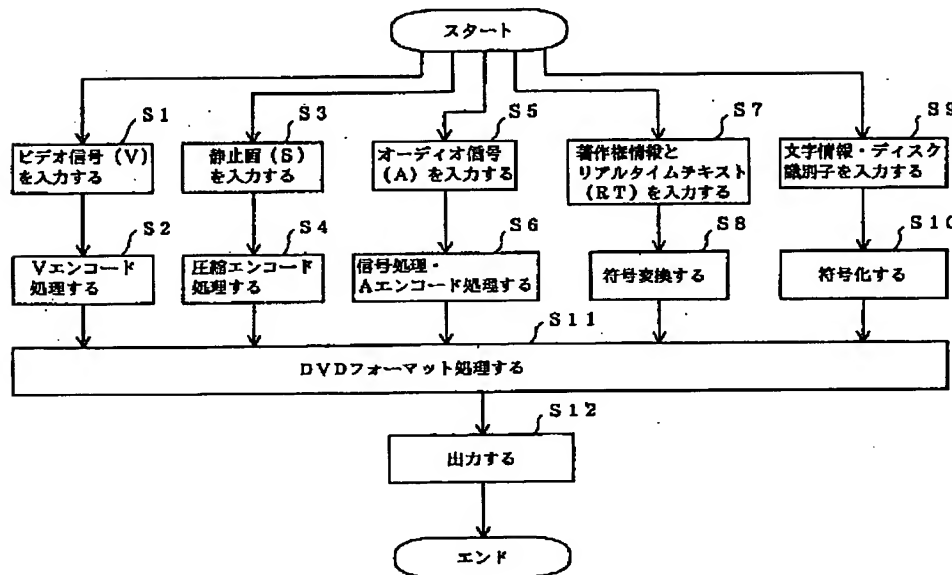 スタート
S1
ビデオ信号(V)
を入力する
S3
静止画(S)
を入力する
S5
オーディオ信号
(A)を入力する
S7
著作権情報と
リアルタイムテキスト
(RT)を入力する
S9
文字情報・ディスク
識別子を入力する
S2
Vエンコード
処理する
S4
圧縮エンコード
処理する
S6
信号処理・
Aエンコード処理する
S8
符号変換する
S10
符号化する
S11
DVDフォーマット処理する
S12
出力する
エンド